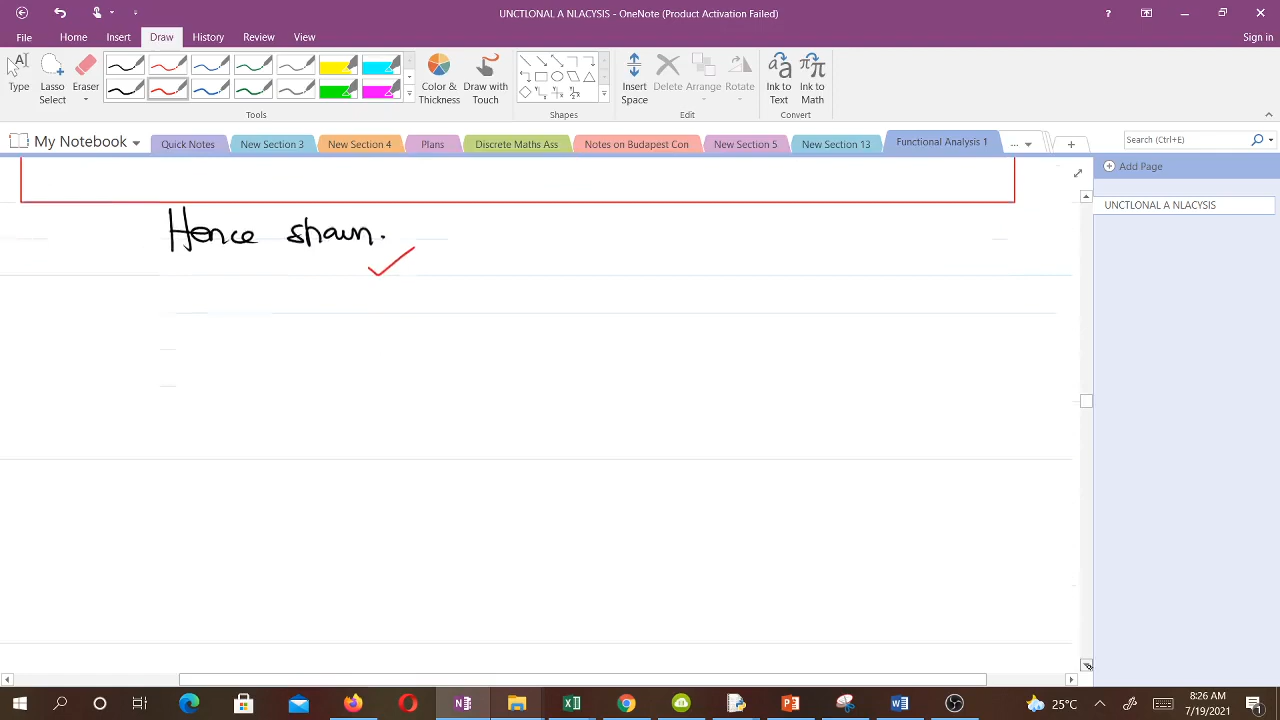 UNCTLONAL A NLACYSIS - OneNote (Product Activation Failed)
File Home Insert Draw History Review View
Sign in
Type
Lasso Select
Eraser
Color & Thickness
Draw with Touch
Insert Space
Delete
Arrange
Rotate
Ink to Text
Ink to Math
Tools
Shapes
Edit
Convert
My Notebook
Quick Notes
New Section 3
New Section 4
Plans
Discrete Maths Ass
Notes on Budapest Con
New Section 5
New Section 13
Functional Analysis 1
...
Search (Ctrl+E)
Add Page
UNCTLONAL A NLACYSIS
Hence shown.
25°C
8:26 AM
7/19/2021